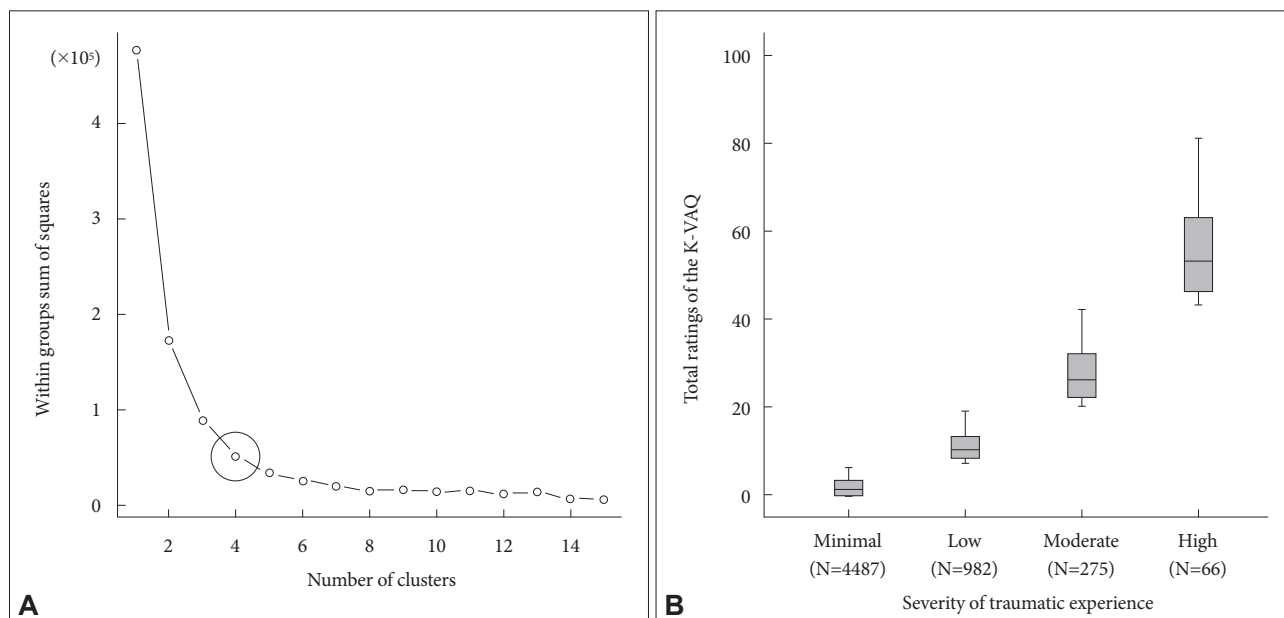 (×10⁵)
4
3
2
1
0
Within groups sum of squares
2 4 6 8 10 12 14
Number of clusters
A
100
80
60
40
20
0
Total ratings of the K-VAQ
Minimal Low Moderate High
(N=4487) (N=982) (N=275) (N=66)
Severity of traumatic experience
B